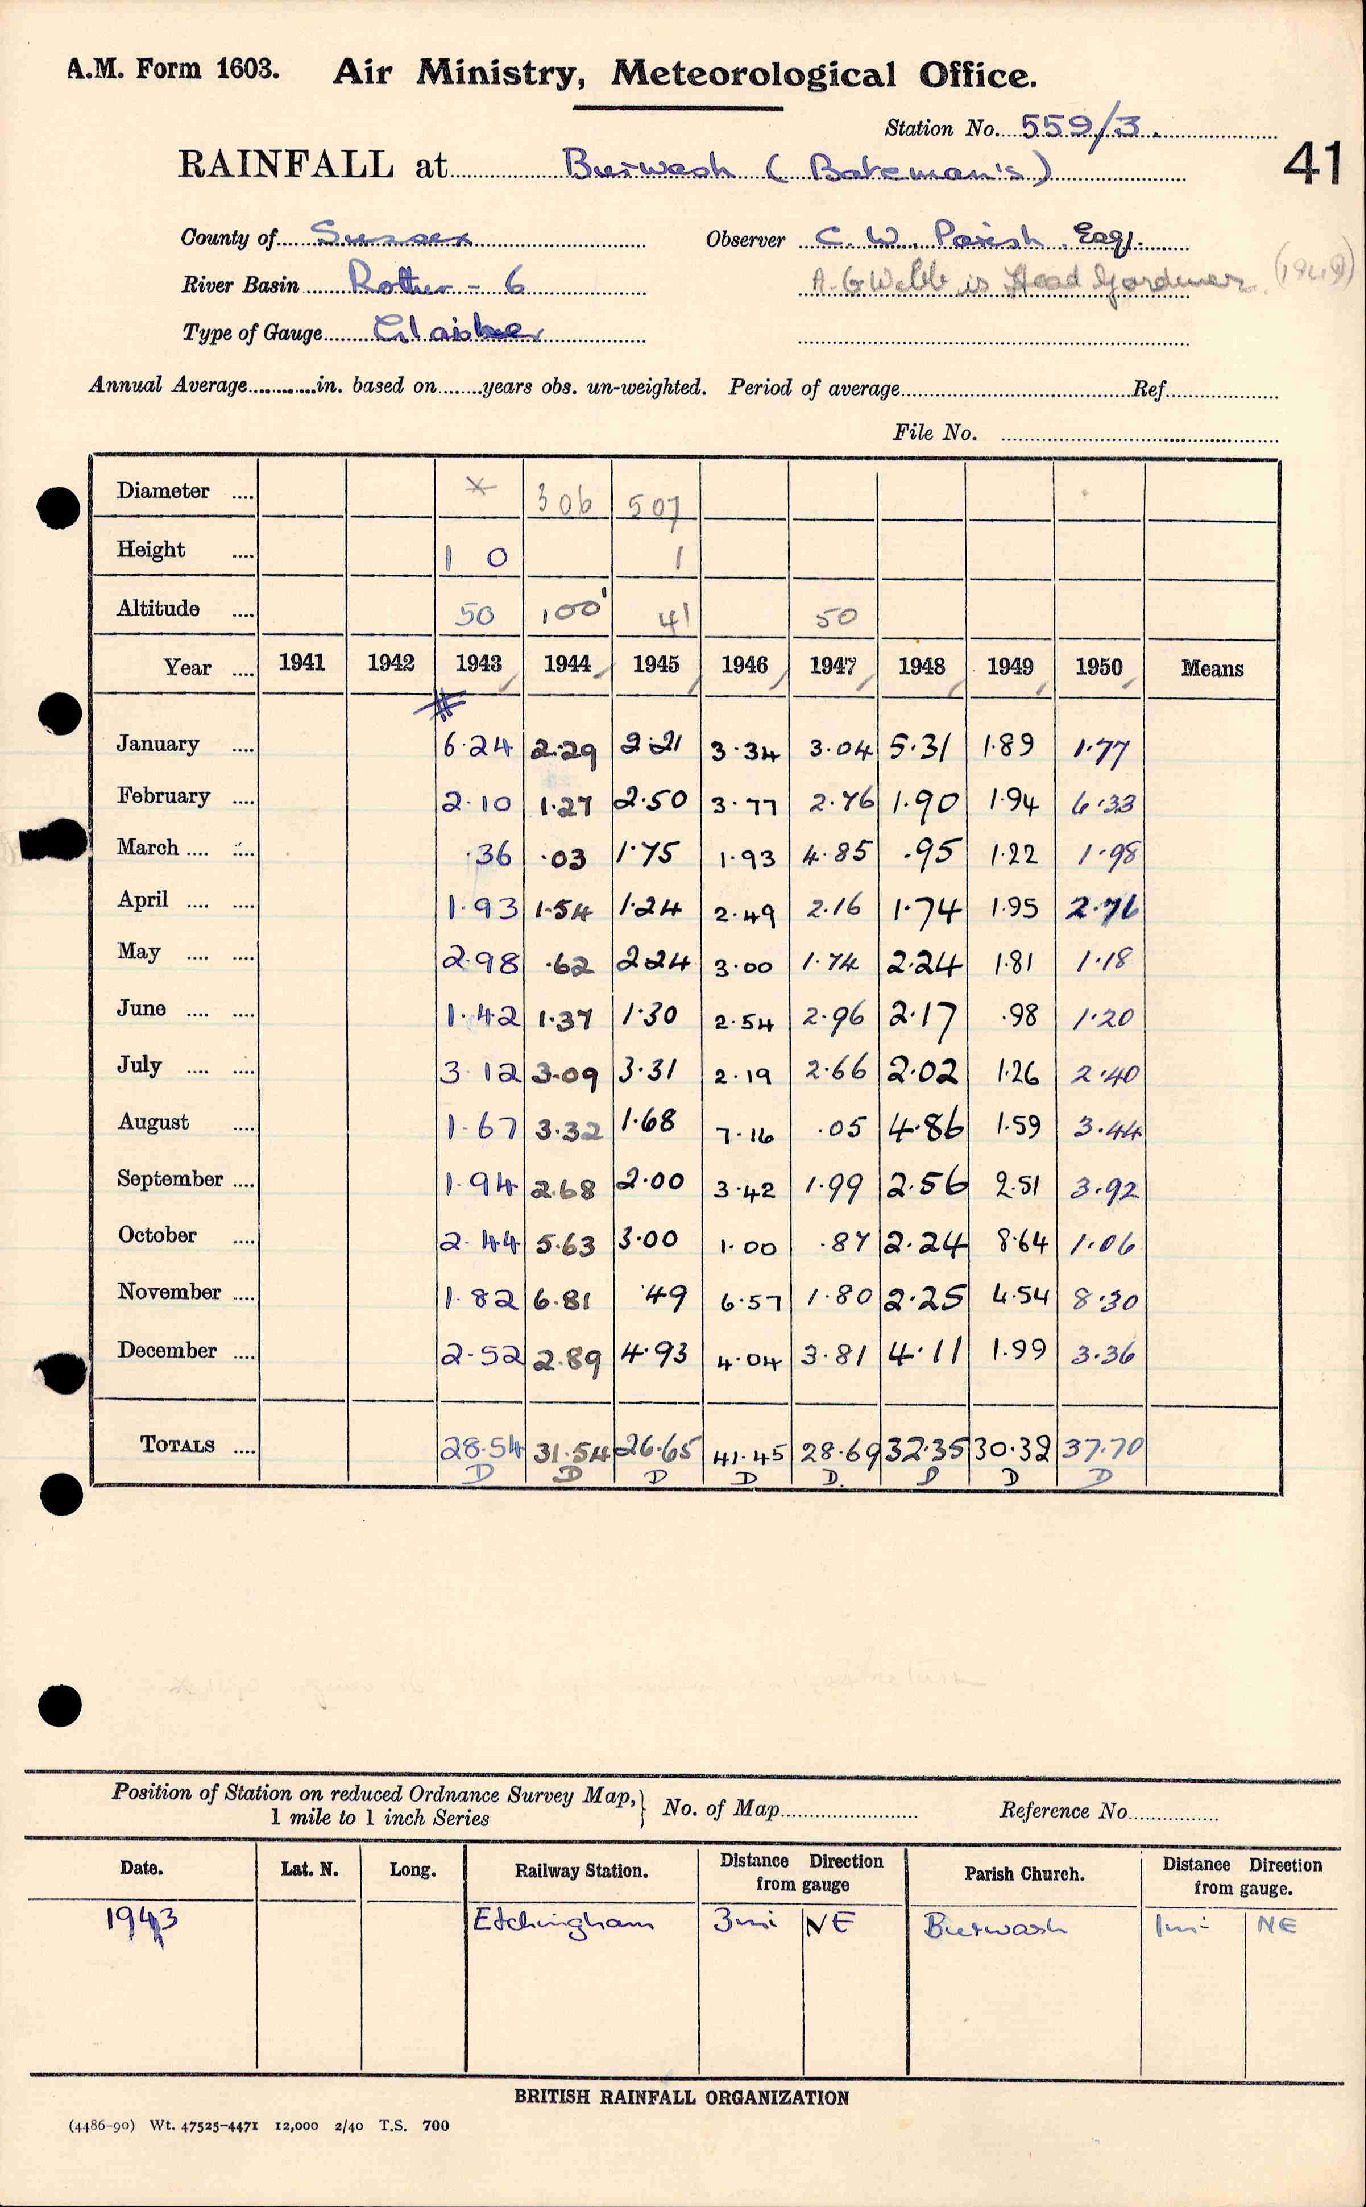 A.M. Form 1603. Air Ministry, Meteorological Office.
Station No. 559/3.
41
RAINFALL at Burwash (Bateman's)
County of Sussex Observer C. W. Parish, Esq.
River Basin Rother - 6 A. G Webb is Head Gardener (1949)
Type of Gauge Glaisher
Annual Average in. based on years obs. un-weighted. Period of average Ref.
File No.
Diameter .... x 306 507
Height .... 1 0 1
Altitude .... 50 100' 41 50
Year .... 1941 1942 1943 1944 1945 1946 1947 1948 1949 1950 Means
January .... 6.24 2.29 2.21 3.34 3.04 5.31 1.89 1.77
February .... 2.10 1.27 2.50 3.77 2.76 1.90 1.94 6.33
March .... .... .36 .03 1.75 1.93 4.85 .95 1.22 1.98
April .... .... 1.93 1.54 1.24 2.49 2.16 1.74 1.95 2.76
May .... .... 2.98 .62 2.24 3.00 1.74 2.24 1.81 1.18
June .... .... 1.42 1.37 1.30 2.54 2.96 2.17 .98 1.20
July .... .... 3.12 3.09 3.31 2.19 2.66 2.02 1.26 2.40
August .... 1.67 3.32 1.68 7.16 .05 4.86 1.59 3.44
September .... 1.94 2.68 2.00 3.42 1.99 2.56 2.51 3.92
October .... 2.44 5.63 3.00 1.00 .87 2.24 8.64 1.06
November .... 1.82 6.81 .49 6.57 1.80 2.25 4.54 8.30
December .... 2.52 2.89 4.93 4.04 3.81 4.11 1.99 3.36
TOTALS .... 28.54 31.54 26.65 41.45 28.69 32.35 30.32 37.70
D D D D D. D D D
Position of Station on reduced Ordnance Survey Map, } No. of Map Reference No.
1 mile to 1 inch Series
Date. Lat. N. Long. Railway Station. Distance Direction from gauge Parish Church. Distance Direction from gauge.
1943 Etchingham 3mi NE Burwash 1mi NE
BRITISH RAINFALL ORGANIZATION
(4486-90) Wt. 47525-4471 12,000 2/40 T.S. 700